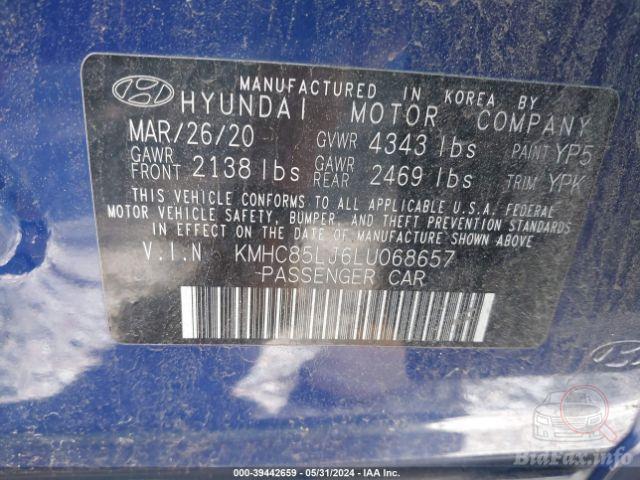 MANUFACTURED IN KOREA BY
HYUNDAI MOTOR COMPANY
MAR/26/20 GVWR 4343 lbs PAINT YP5
GAWR FRONT 2138 lbs GAWR REAR 2469 lbs TRIM YPK
THIS VEHICLE CONFORMS TO ALL APPLICABLE U.S.A. FEDERAL
MOTOR VEHICLE SAFETY, BUMPER, AND THEFT PREVENTION STANDARDS
IN EFFECT ON THE DATE OF MANUFACTURE SHOWN ABOVE
V.I.N KMHC85LJ6LU068657
PASSENGER CAR
BidFax.info
000-39442659 - 05/31/2024 - IAA Inc.